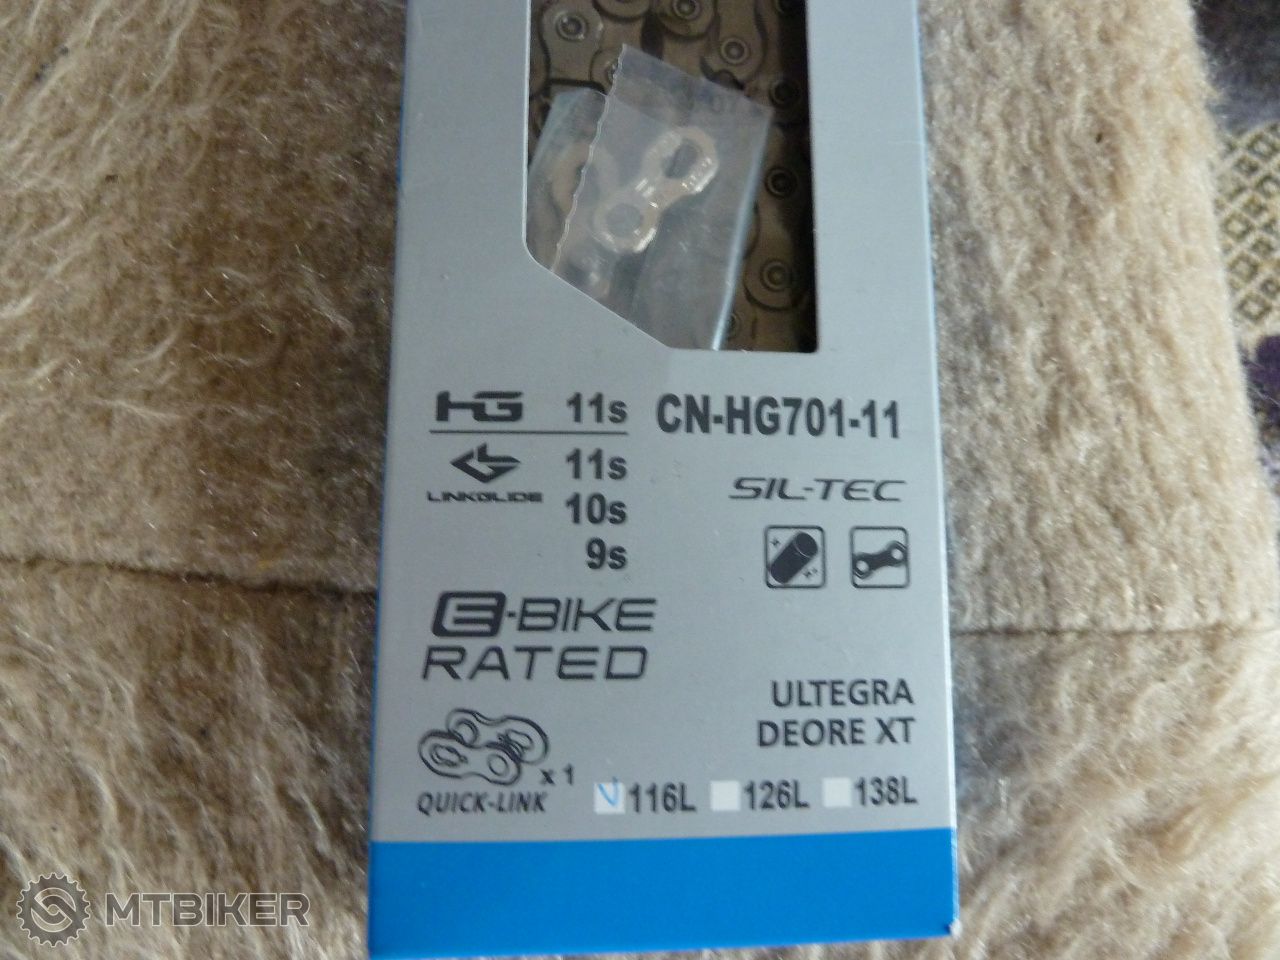 HG 11s CN-HG701-11
LINKGLIDE 11s
10s
9s
SIL-TEC
E-BIKE
RATED
ULTEGRA
DEORE XT
x 1
QUICK-LINK
116L 126L 138L
MTBIKER